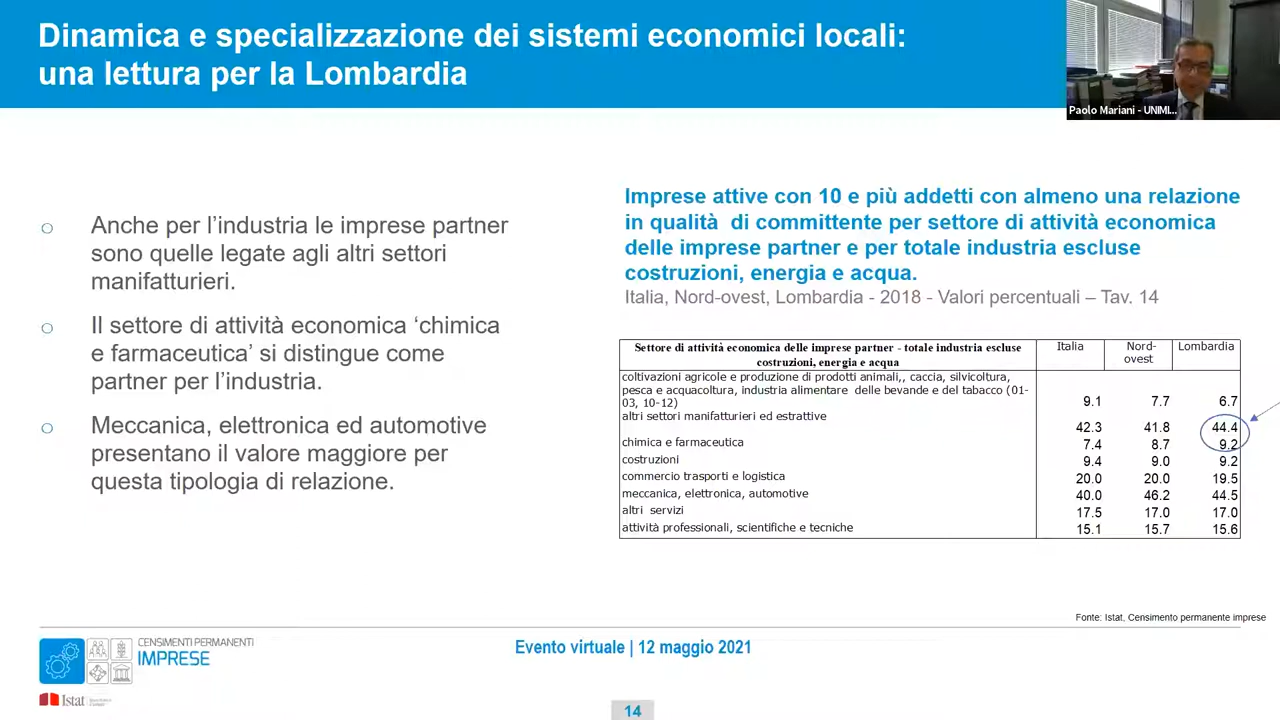 Dinamica e specializzazione dei sistemi economici locali:
una lettura per la Lombardia
Paolo Mariani - UNIMI...
Anche per l'industria le imprese partner
sono quelle legate agli altri settori
manifatturieri.
Il settore di attività economica 'chimica
e farmaceutica' si distingue come
partner per l'industria.
Meccanica, elettronica ed automotive
presentano il valore maggiore per
questa tipologia di relazione.
Imprese attive con 10 e più addetti con almeno una relazione
in qualità di committente per settore di attività economica
delle imprese partner e per totale industria escluse
costruzioni, energia e acqua.
Italia, Nord-ovest, Lombardia - 2018 - Valori percentuali – Tav. 14
Settore di attività economica delle imprese partner - totale industria escluse
costruzioni, energia e acqua
Italia
Nord-
ovest
Lombardia
coltivazioni agricole e produzione di prodotti animali,, caccia, silvicoltura,
pesca e acquacoltura, industria alimentare delle bevande e del tabacco (01-
03, 10-12) 9.1 7.7 6.7
altri settori manifatturieri ed estrattive 42.3 41.8 44.4
chimica e farmaceutica 7.4 8.7 9.2
costruzioni 9.4 9.0 9.2
commercio trasporti e logistica 20.0 20.0 19.5
meccanica, elettronica, automotive 40.0 46.2 44.5
altri servizi 17.5 17.0 17.0
attività professionali, scientifiche e tecniche 15.1 15.7 15.6
Fonte: Istat, Censimento permanente imprese
CENSIMENTI PERMANENTI
IMPRESE
Istat
Evento virtuale | 12 maggio 2021
14